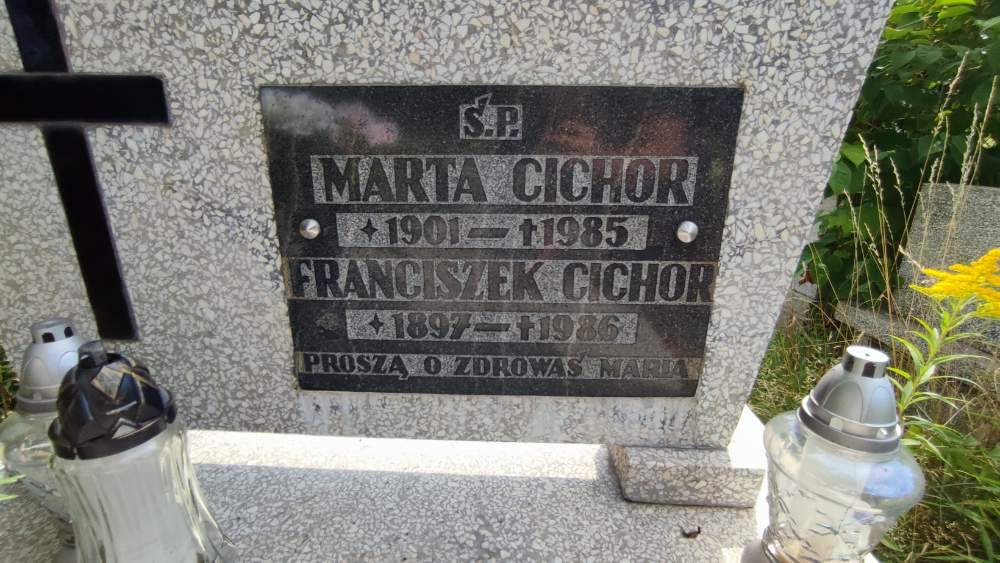 Ś.P.
MARTA CICHOR
✦1901—†1985
FRANCISZEK CICHOR
✦1897—†1986
PROSZĄ O ZDROWAŚ MARIA